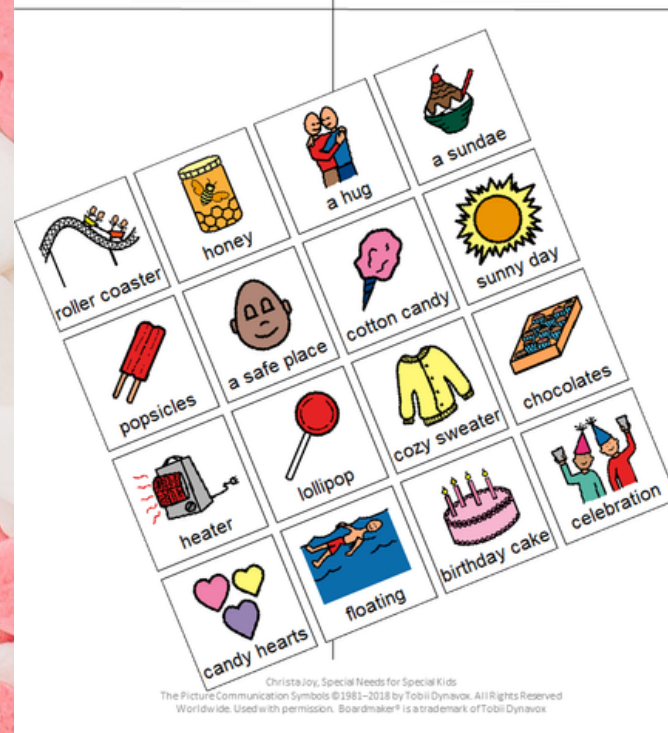 roller coaster
honey
a hug
a sundae
popsicles
a safe place
cotton candy
sunny day
heater
lollipop
cozy sweater
chocolates
candy hearts
floating
birthday cake
celebration
Christa Joy, Special Needs for Special Kids
The Picture Communication Symbols ©1981–2018 by Tobii Dynavox. All Rights Reserved
Worldwide. Used with permission. Boardmaker® is a trademark of Tobii Dynavox